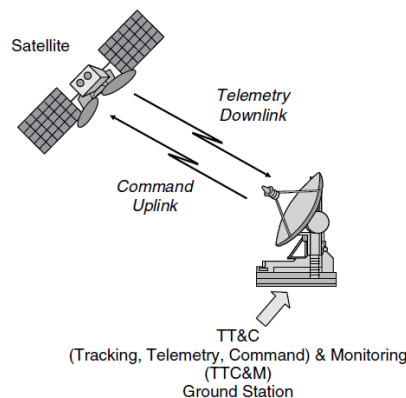 Satellite
Telemetry
Downlink
Command
Uplink
TT&C
(Tracking, Telemetry, Command) & Monitoring
(TTC&M)
Ground Station